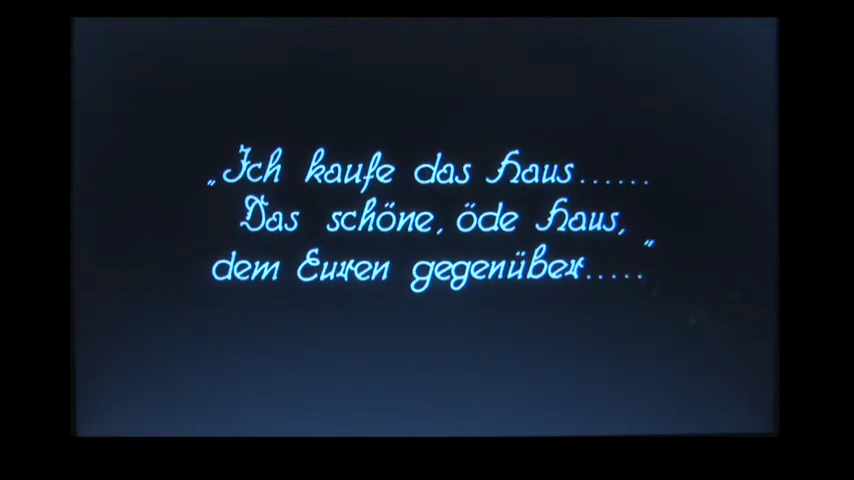 „Ich kaufe das Haus......
Das schöne, öde Haus,
dem Euren gegenüber....."